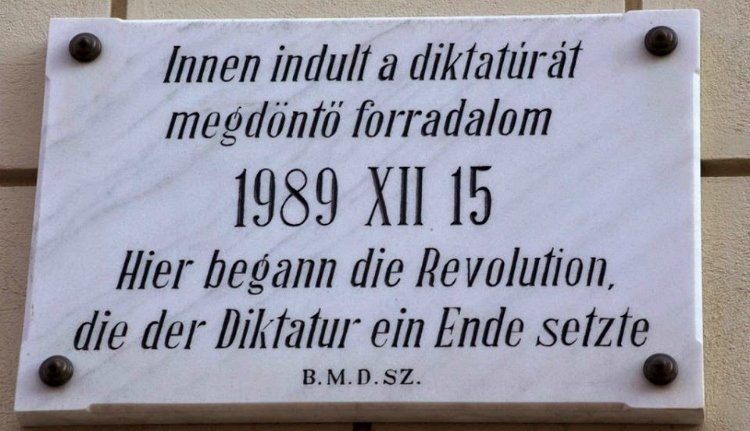 Innen indult a diktatúrát
megdöntő forradalom
1989 XII 15
Hier begann die Revolution,
die der Diktatur ein Ende setzte
B.M.D.SZ.